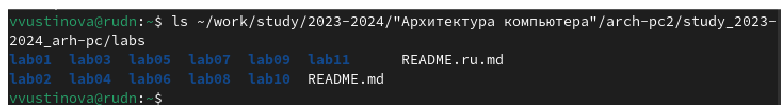 vvustinova@rudn:~$ ls ~/work/study/2023-2024/"Архитектура компьютера"/arch-pc2/study_2023-
2024_arh-pc/labs
lab01 lab03 lab05 lab07 lab09 lab11 README.ru.md
lab02 lab04 lab06 lab08 lab10 README.md
vvustinova@rudn:~$